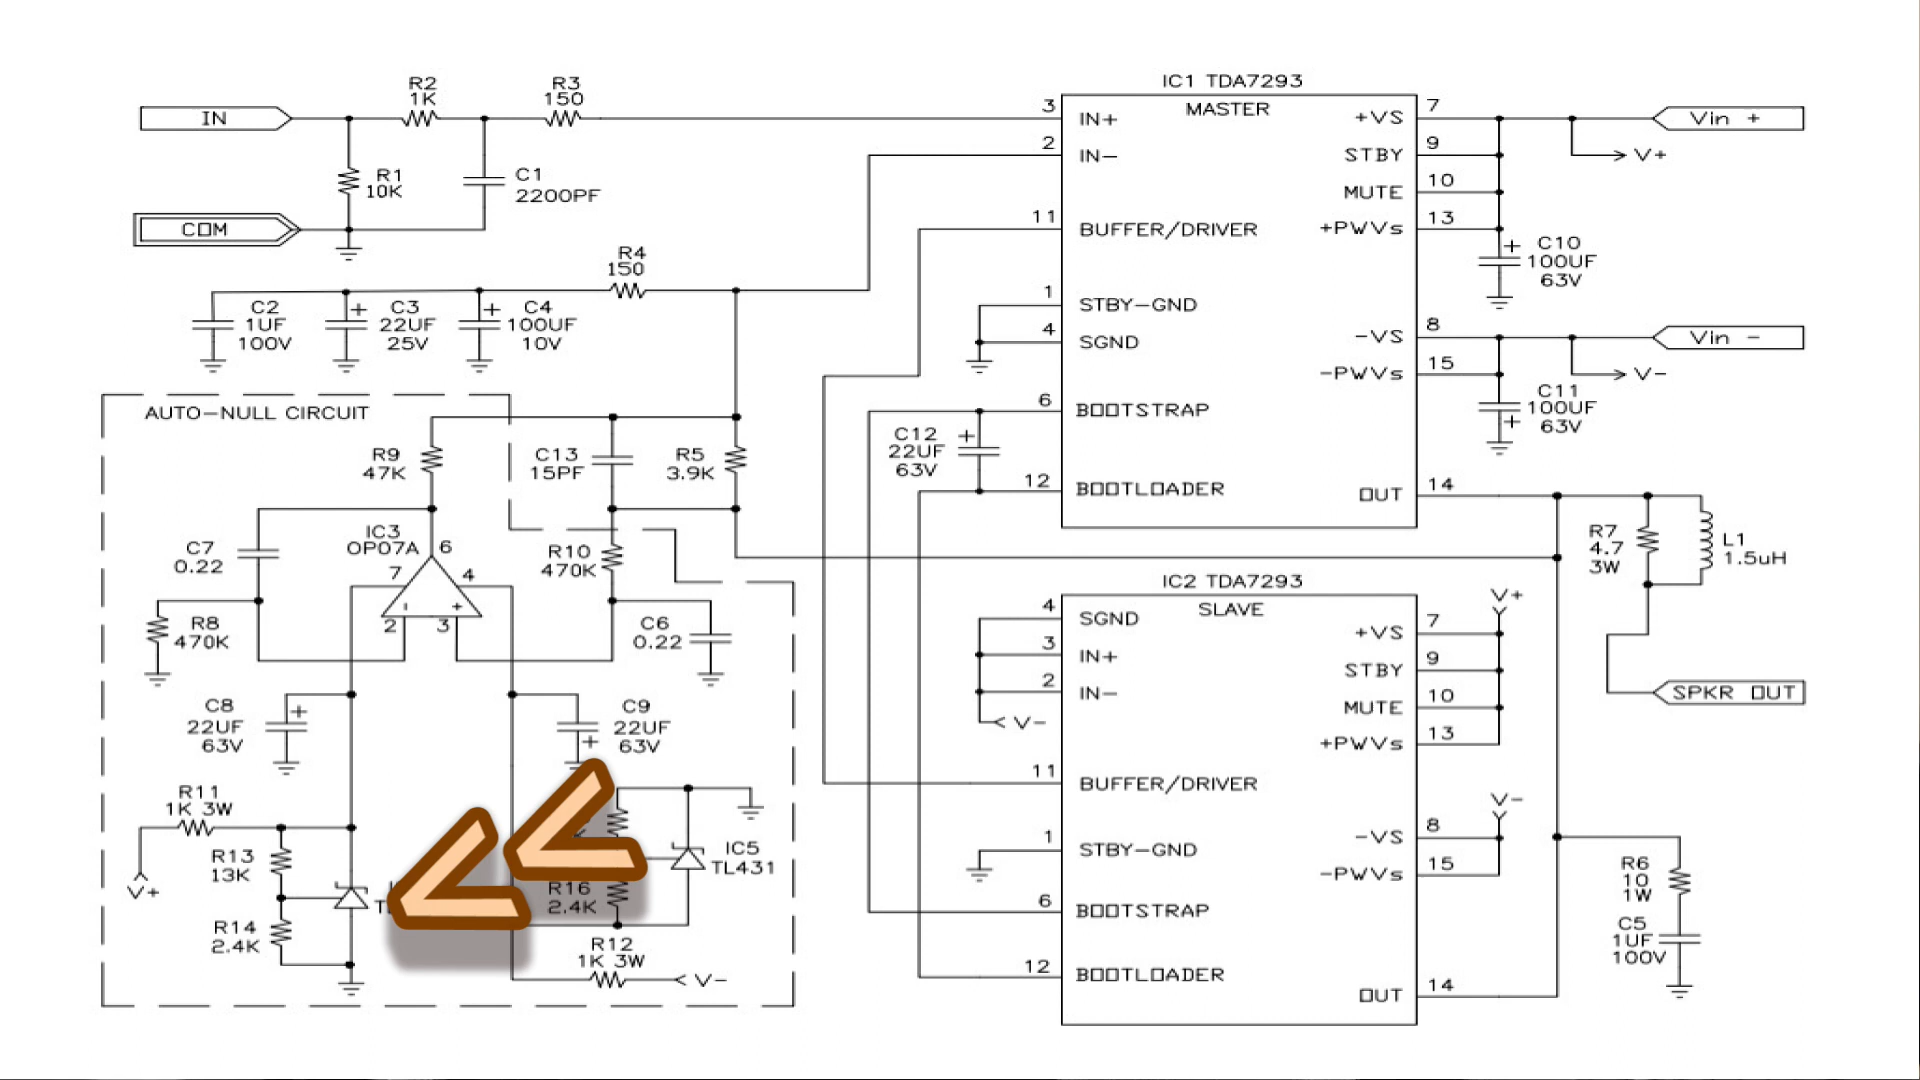 IC1 TDA7293
MASTER
IN
R2
1K
R3
150
3
IN+
2
IN-
R1
10K
C1
2200PF
COM
11
BUFFER/DRIVER
1
STBY-GND
4
SGND
6
BOOTSTRAP
12
BOOTLOADER
+VS
7
STBY
9
MUTE
10
+PWVs
13
-VS
8
-PWVs
15
OUT
14
Vin +
V+
C10
100UF
63V
+
Vin -
V-
C11
100UF
63V
+
R4
150
C2
1UF
100V
+
C3
22UF
25V
+
C4
100UF
10V
AUTO-NULL CIRCUIT
R9
47K
C13
15PF
R5
3.9K
+
C12
22UF
63V
C7
0.22
IC3
OP07A
6
7
4
-
+
2
3
R10
470K
R8
470K
C6
0.22
C8
22UF
63V
+
C9
22UF
63V
+
R11
1K 3W
V+
R13
13K
R14
2.4K
R16
2.4K
IC5
TL431
R12
1K 3W
V-
R7
4.7
3W
L1
1.5uH
SPKR OUT
IC2 TDA7293
SLAVE
4
SGND
3
IN+
2
IN-
V-
11
BUFFER/DRIVER
1
STBY-GND
6
BOOTSTRAP
12
BOOTLOADER
V+
+VS
7
STBY
9
MUTE
10
+PWVs
13
V-
-VS
8
-PWVs
15
OUT
14
R6
10
1W
C5
1UF
100V